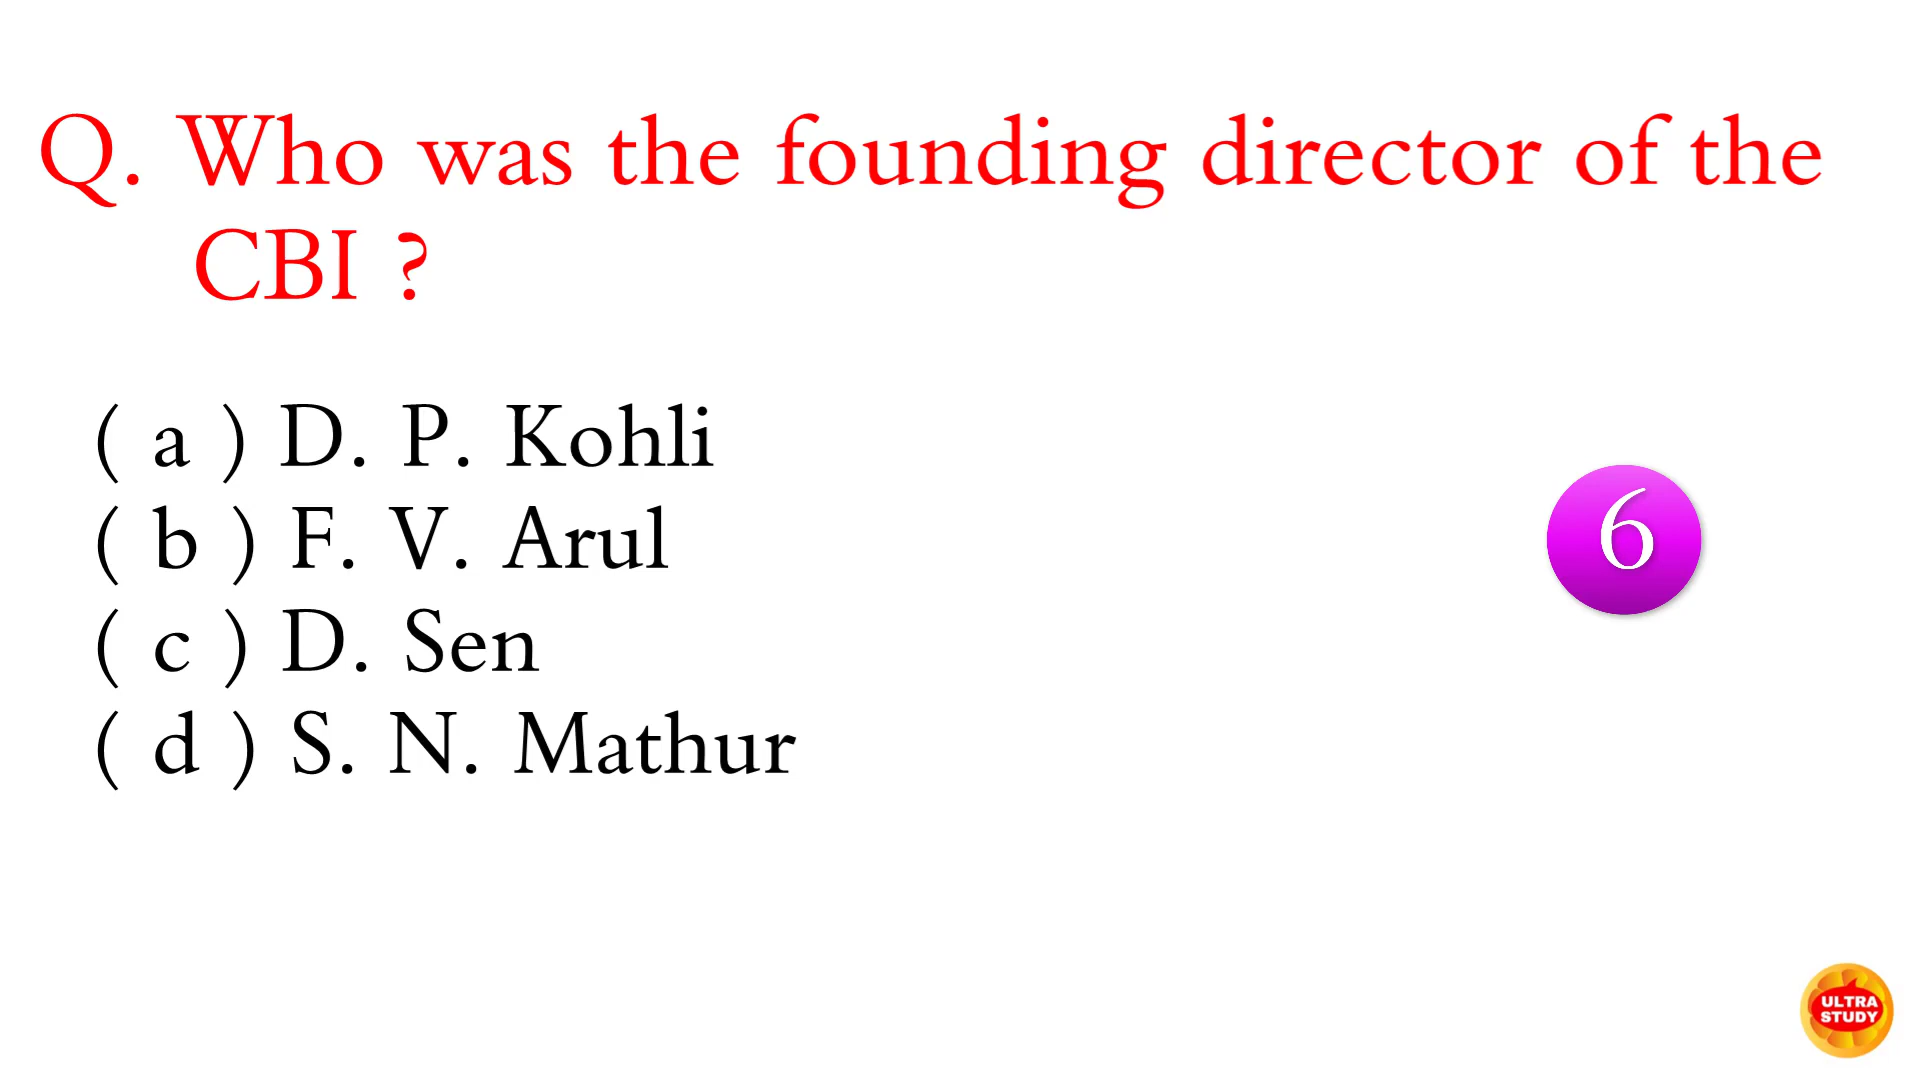 Q. Who was the founding director of the
CBI ?
( a ) D. P. Kohli
( b ) F. V. Arul
6
( c ) D. Sen
( d ) S. N. Mathur
ULTRA
STUDY